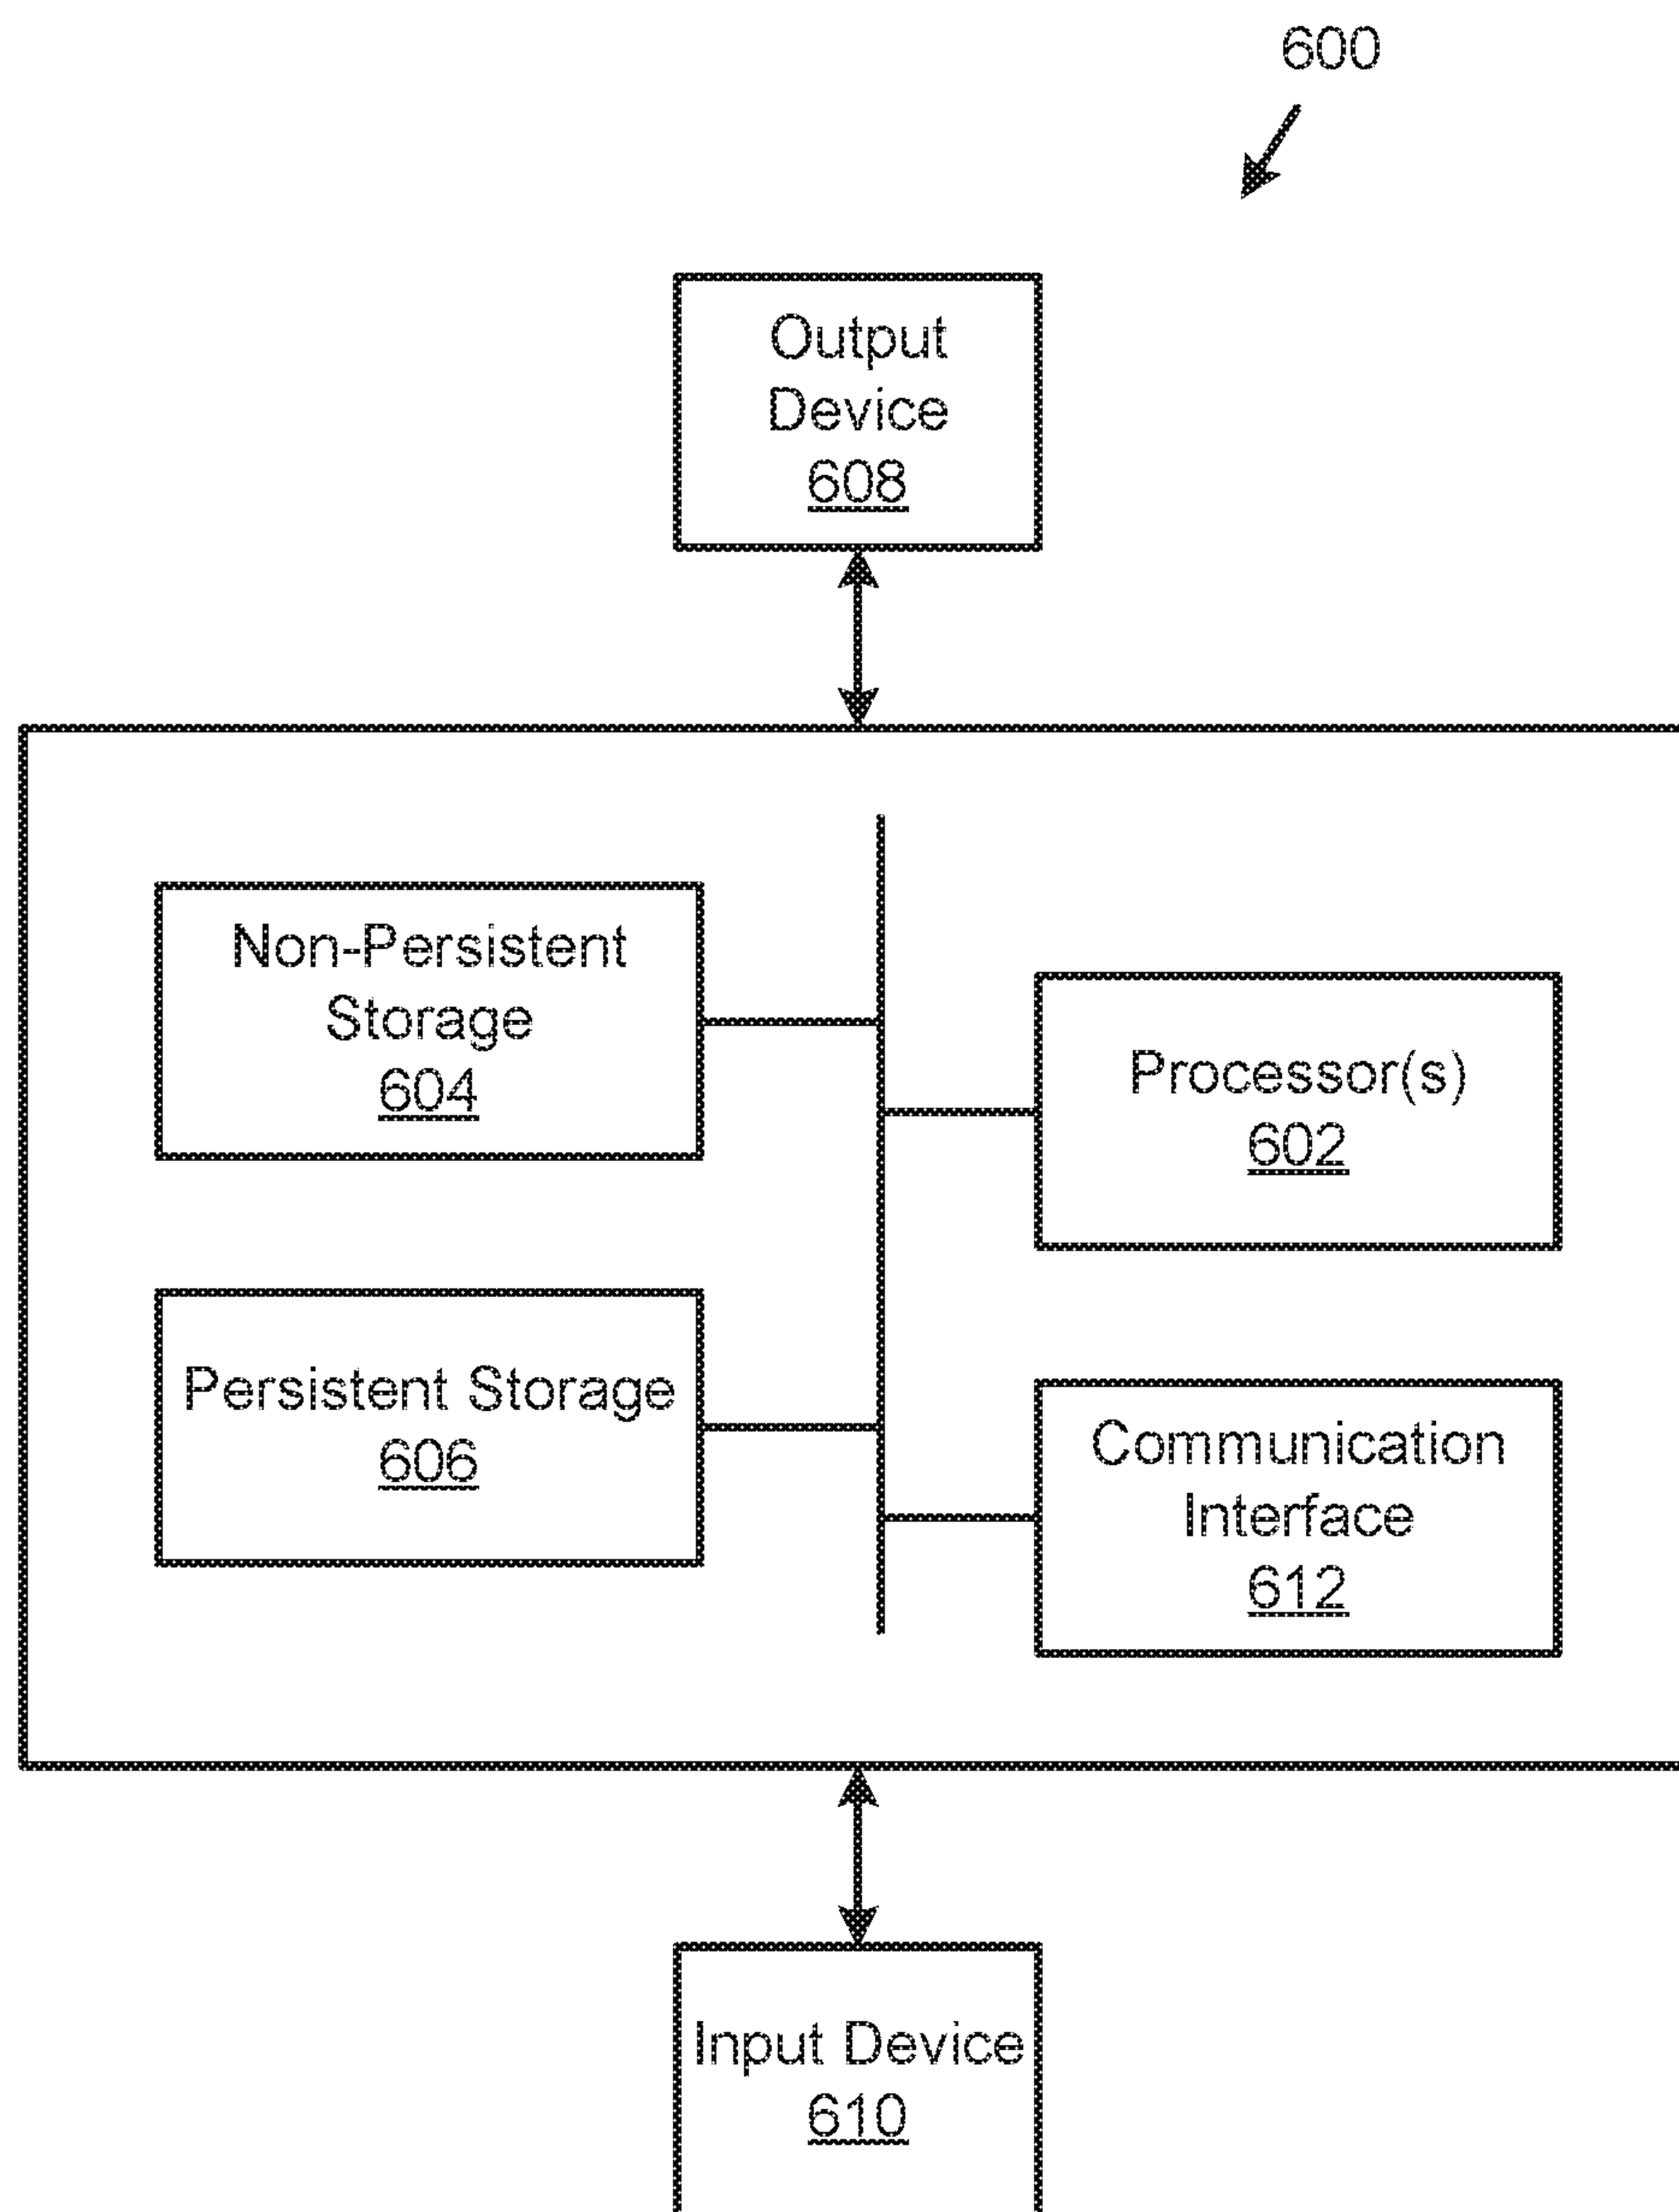 600
Output
Device
608
Non-Persistent
Storage
604
Processor(s)
602
Persistent Storage
606
Communication
Interface
612
Input Device
610